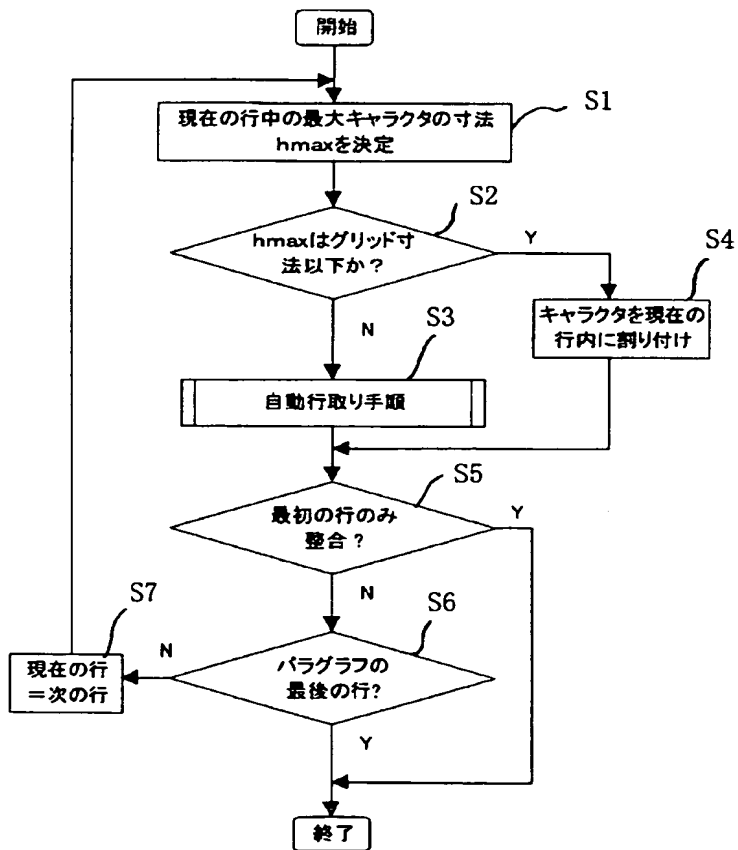 開始
現在の行中の最大キャラクタの寸法
hmaxを決定
S1
hmaxはグリッド寸
法以下か?
S2
Y
N
S4
キャラクタを現在の
行内に割り付け
S3
自動行取り手順
S5
最初の行のみ
整合?
Y
N
S6
パラグラフの
最後の行?
N
Y
S7
現在の行
=次の行
終了